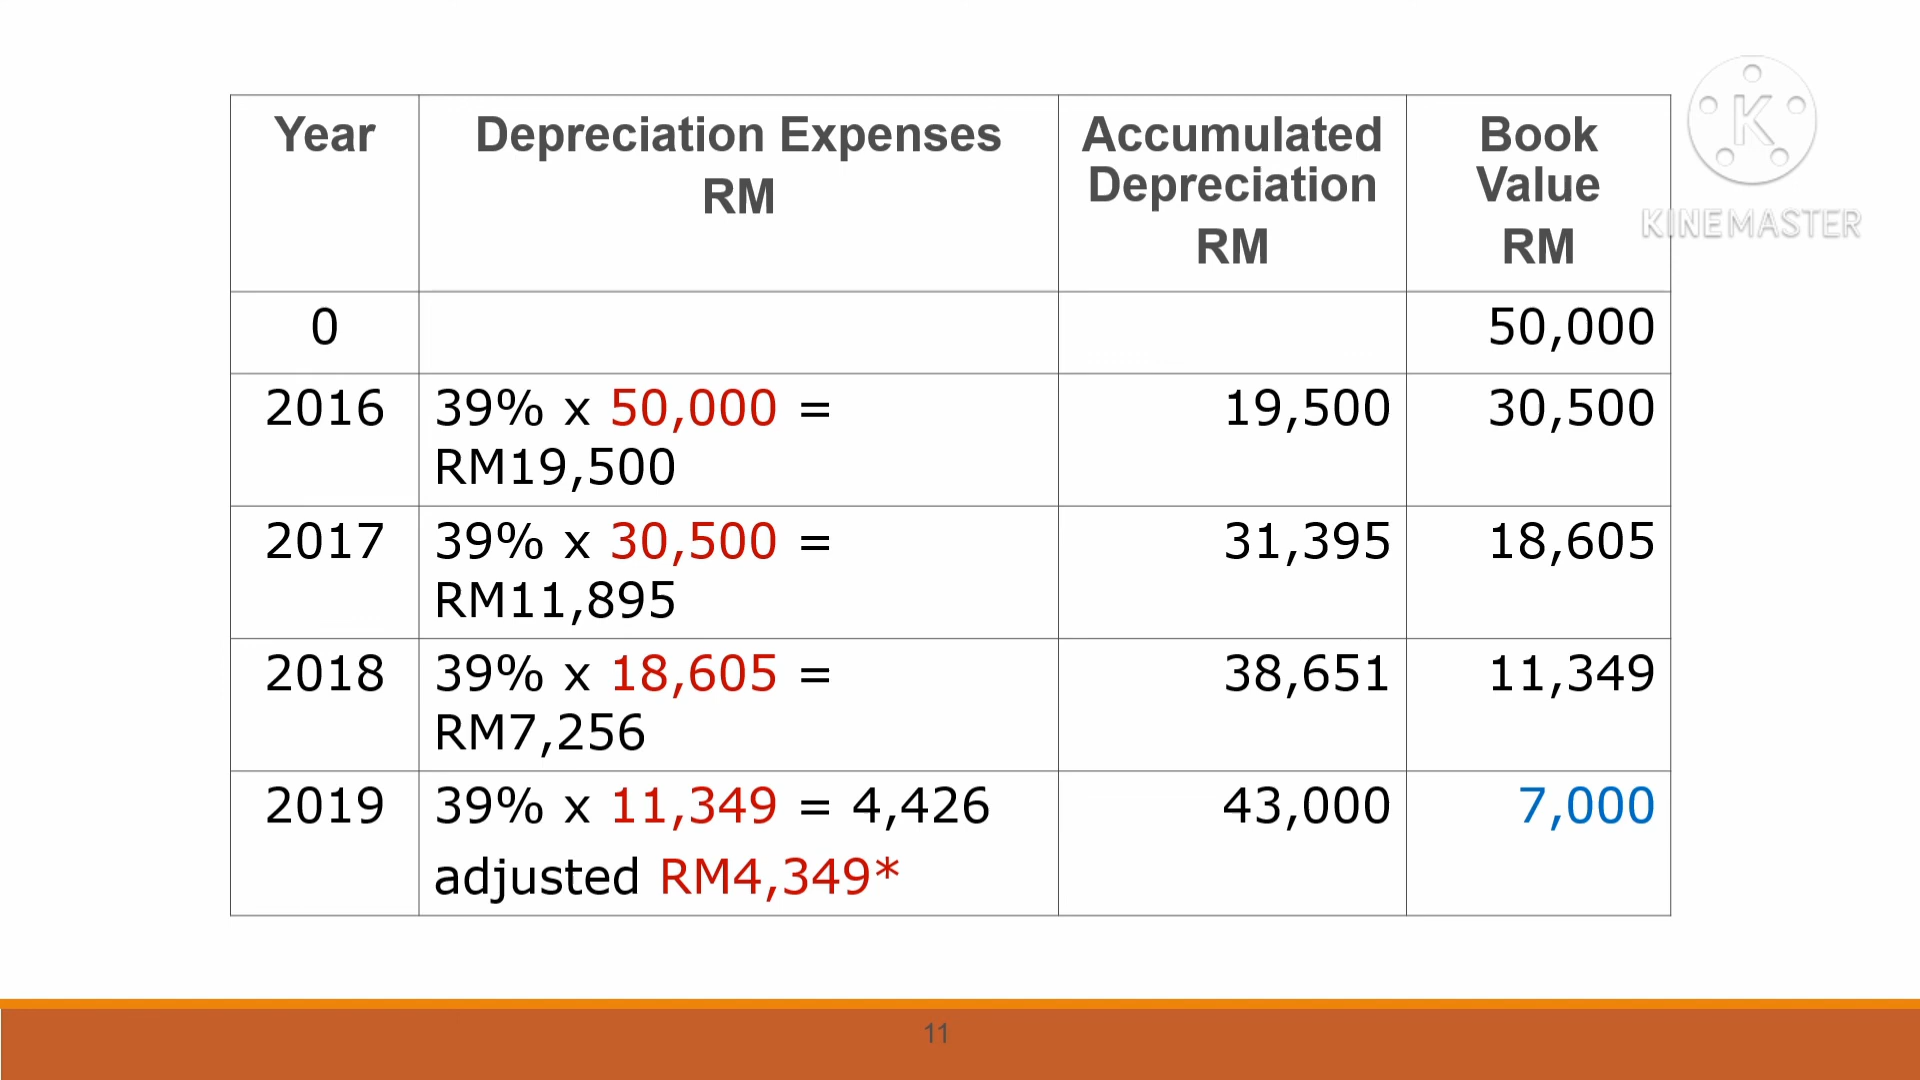 Year
Depreciation Expenses
RM
Accumulated
Depreciation
RM
Book
Value
RM
K
KINEMASTER
0
50,000
2016
39% x 50,000 =
RM19,500
19,500
30,500
2017
39% x 30,500 =
RM11,895
31,395
18,605
2018
39% x 18,605 =
RM7,256
38,651
11,349
2019
39% x 11,349 = 4,426
adjusted RM4,349*
43,000
7,000
11